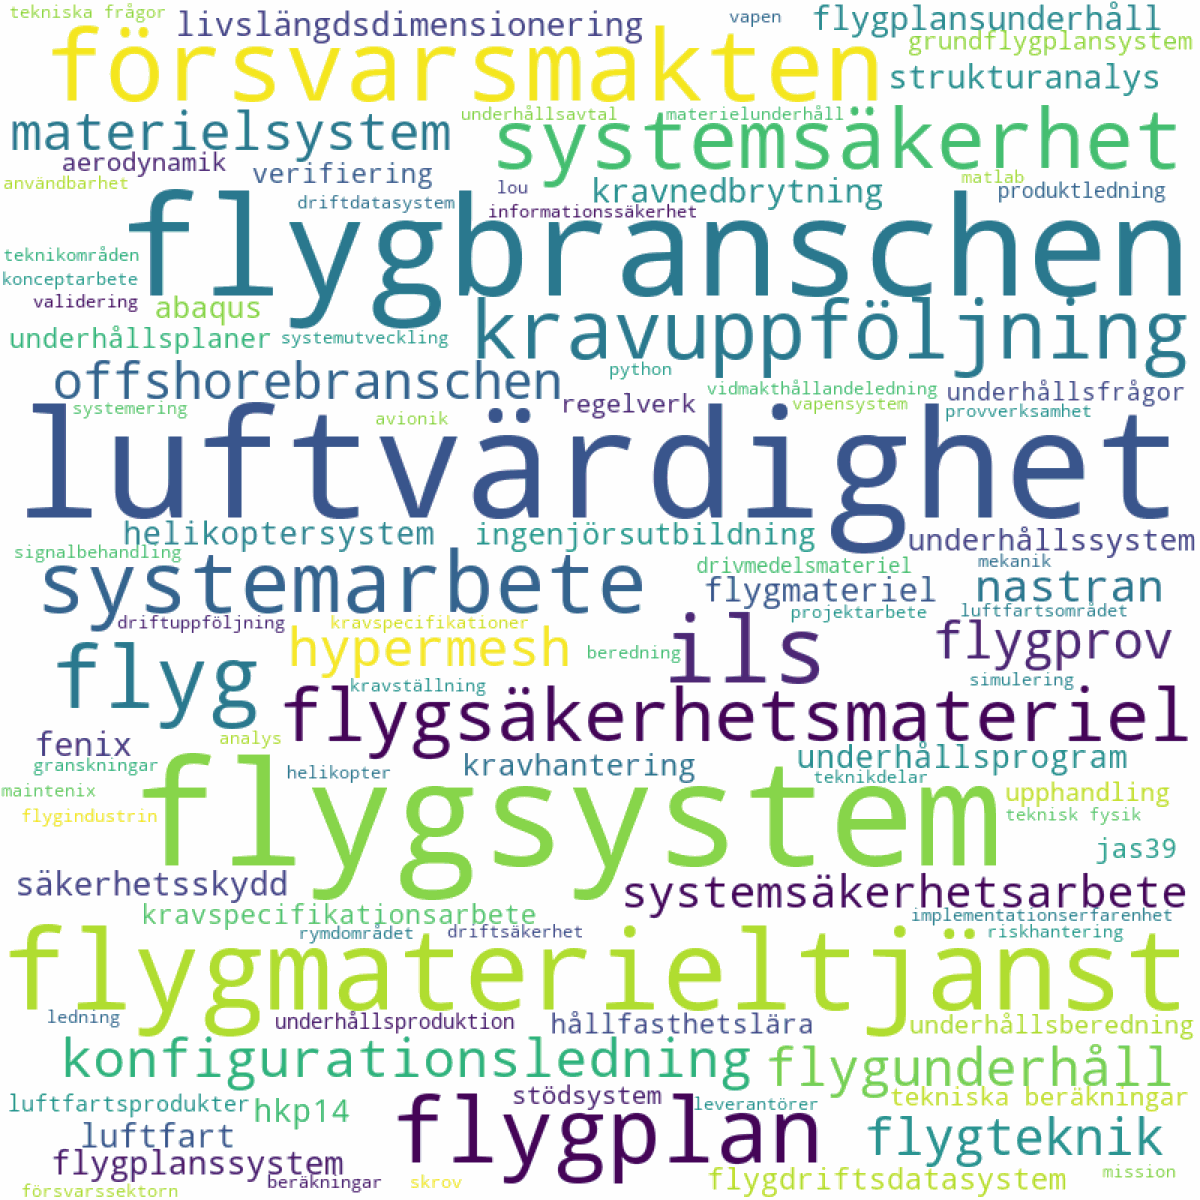 tekniska frågor
livslängdsdimensionering
vapen
flygplansunderhåll
försvarsmakten
grundflygplansystem
strukturanalys
materielsystem
underhållsavtal
materielunderhåll
systemsäkerhet
aerodynamik
verifiering
användbarhet
lou
kravnedbrytning
matlab
produktledning
driftdatasystem
informationssäkerhet
flygbranschen
teknikområden
konceptarbete
validering
abaqus
kravuppföljning
underhållsplaner
systemutveckling
offshorebranschen
python
vidmakthållandeledning
underhållsfrågor
systemering
avionik
regelverk
vapensystem
provverksamhet
luftvärdighet
helikoptersystem
ingenjörsutbildning
underhållssystem
signalbehandling
systemarbete
drivmedelsmateriel
mekanik
flygmateriel
nastran
driftuppföljning
kravspecifikationer
projektarbete
luftfartsområdet
hypermesh
ils
flygprov
flyg
beredning
kravställning
simulering
flygsäkerhetsmateriel
fenix
analys
granskningar
helikopter
kravhantering
underhållsprogram
teknikdelar
maintenix
flygsystem
upphandling
flygindustrin
teknisk fysik
jas39
säkerhetsskydd
systemsäkerhetsarbete
kravspecifikationsarbete
implementationserfarenhet
rymdområdet
driftsäkerhet
riskhantering
flygmaterieltjänst
ledning
underhållsproduktion
hållfasthetslära
underhållsberedning
konfigurationsledning
flygunderhåll
luftfartsprodukter
hkp14
stödsystem
flygplan
leverantörer
tekniska beräkningar
luftfart
flygteknik
flygplanssystem
beräkningar
skrov
flygdriftsdatasystem
mission
försvarssektorn